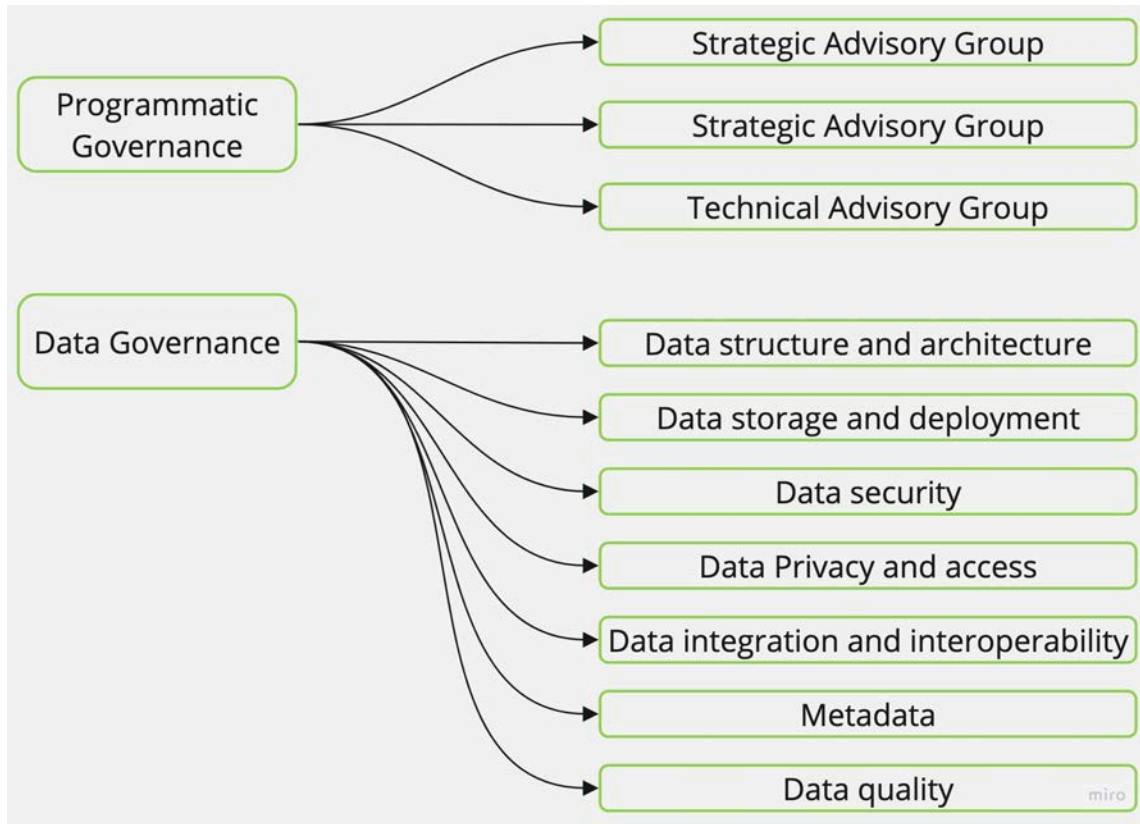 Programmatic
Governance
Strategic Advisory Group
Strategic Advisory Group
Technical Advisory Group
Data Governance
Data structure and architecture
Data storage and deployment
Data security
Data Privacy and access
Data integration and interoperability
Metadata
Data quality
miro